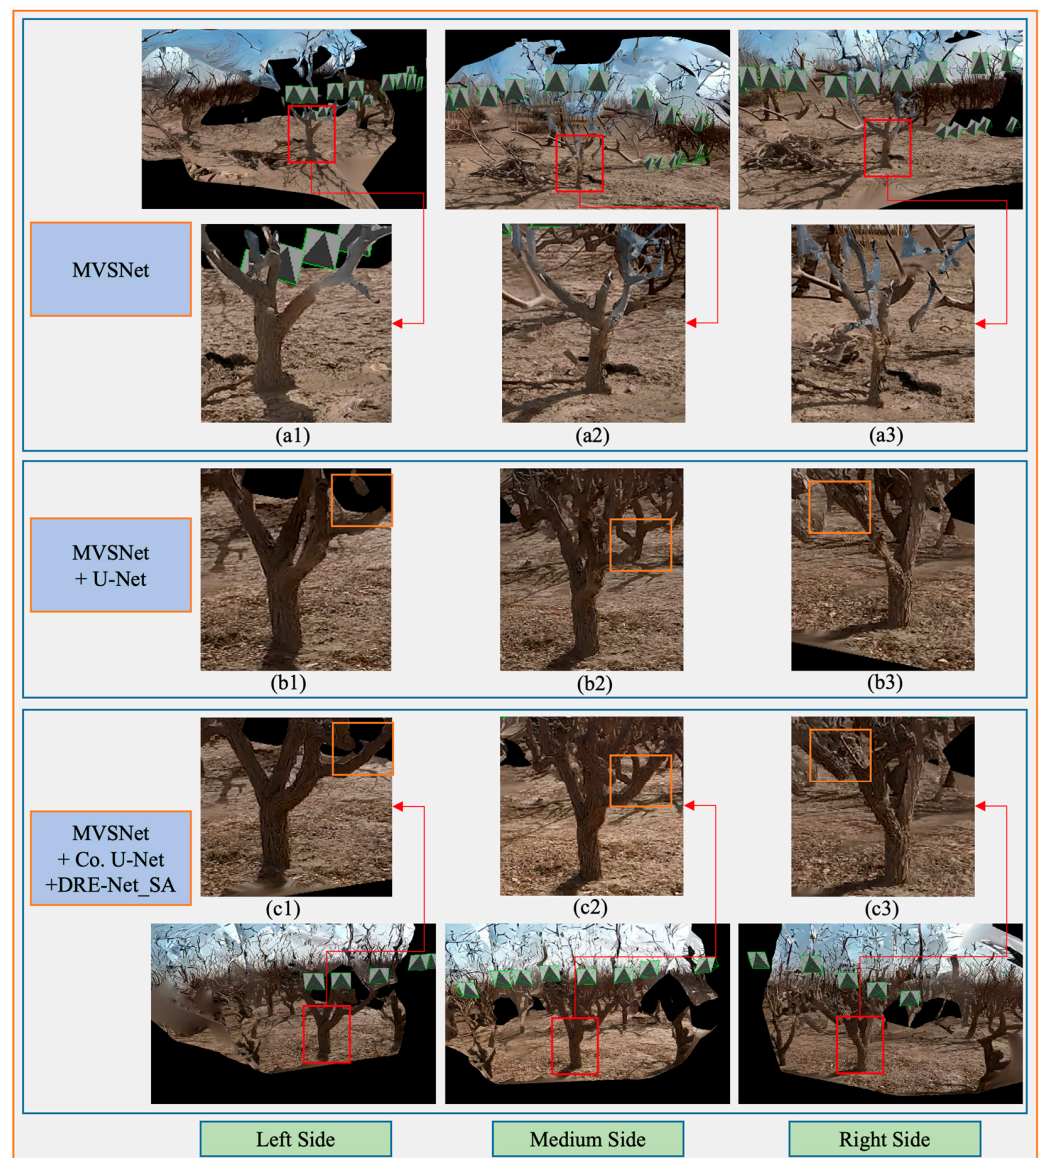 MVSNet
(a1)
(a2)
(a3)
MVSNet
+ U-Net
(b1)
(b2)
(b3)
MVSNet
+ Co. U-Net
+DRE-Net_SA
(c1)
(c2)
(c3)
Left Side
Medium Side
Right Side